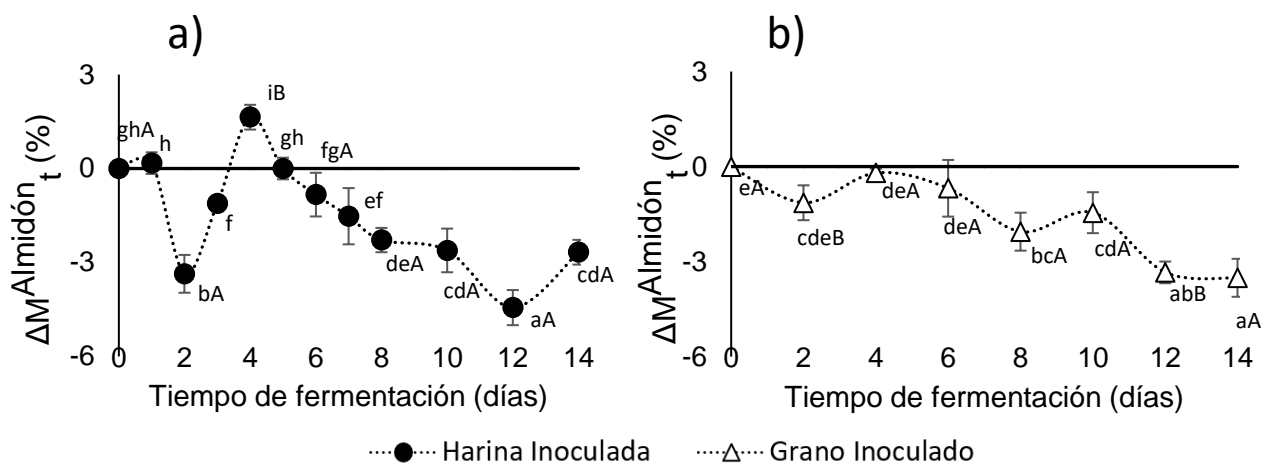 a)
3
0
-3
-6
ΔM^Almidón_t (%)
ghA
h
bA
f
iB
gh
fgA
ef
deA
cdA
aA
cdA
0 2 4 6 8 10 12 14
Tiempo de fermentación (días)
b)
3
0
-3
-6
ΔM^Almidón_t (%)
eA
cdeB
deA
deA
bcA
cdA
abB
aA
0 2 4 6 8 10 12 14
Tiempo de fermentación (días)
Harina Inoculada
Grano Inoculado